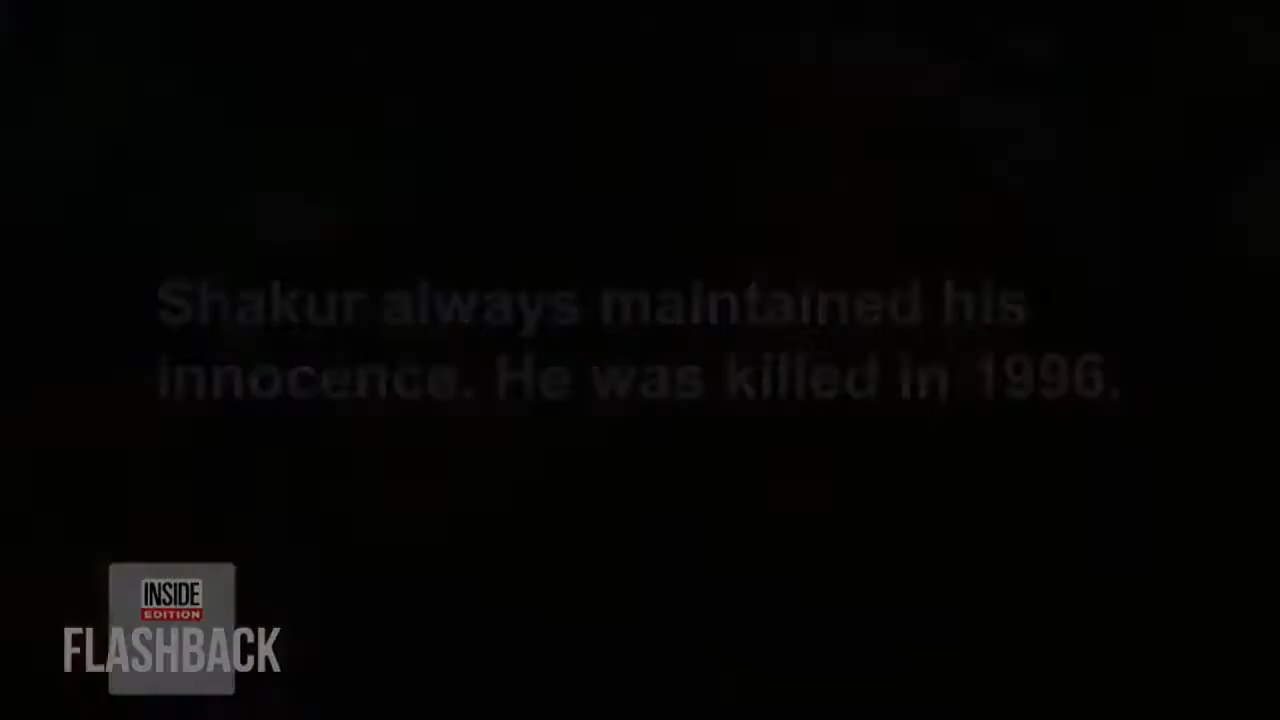 Shakur always maintained his
innocence. He was killed in 1996.
INSIDE
EDITION
FLASHBACK